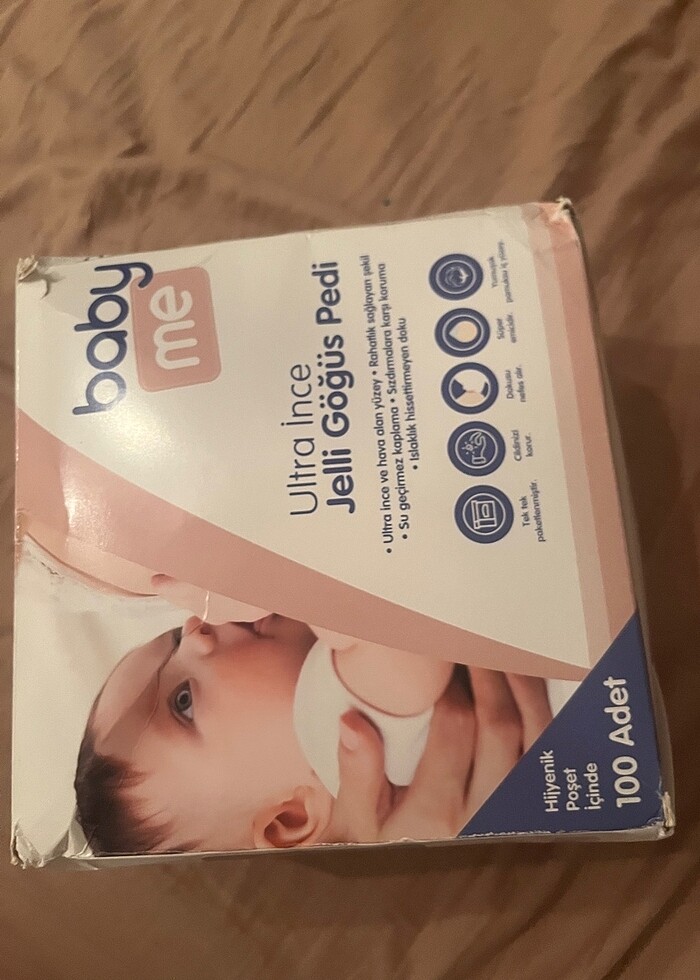 baby
me
Ultra İnce
Jelli Göğüs Pedi
• Ultra ince ve hava alan yüzey • Rahatlık sağlayan şekil
• Su geçirmez kaplama • Sızdırmalara karşı koruma
• Islaklık hissettirmeyen doku
Tek tek
paketlenmiştir.
Cildinizi
korur.
Dokusu
nefes alır.
Süper
emicidir.
Yumuşak
pamuksu iç yüzey.
Hijyenik
Poşet
İçinde
100 Adet